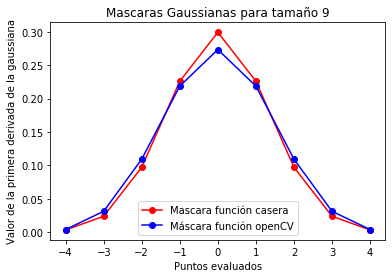 Mascaras Gaussianas para tamaño 9
Valor de la primera derivada de la gaussiana
0.30
0.25
0.20
0.15
0.10
0.05
0.00
Mascara función casera
Máscara función openCV
−4 −3 −2 −1 0 1 2 3 4
Puntos evaluados